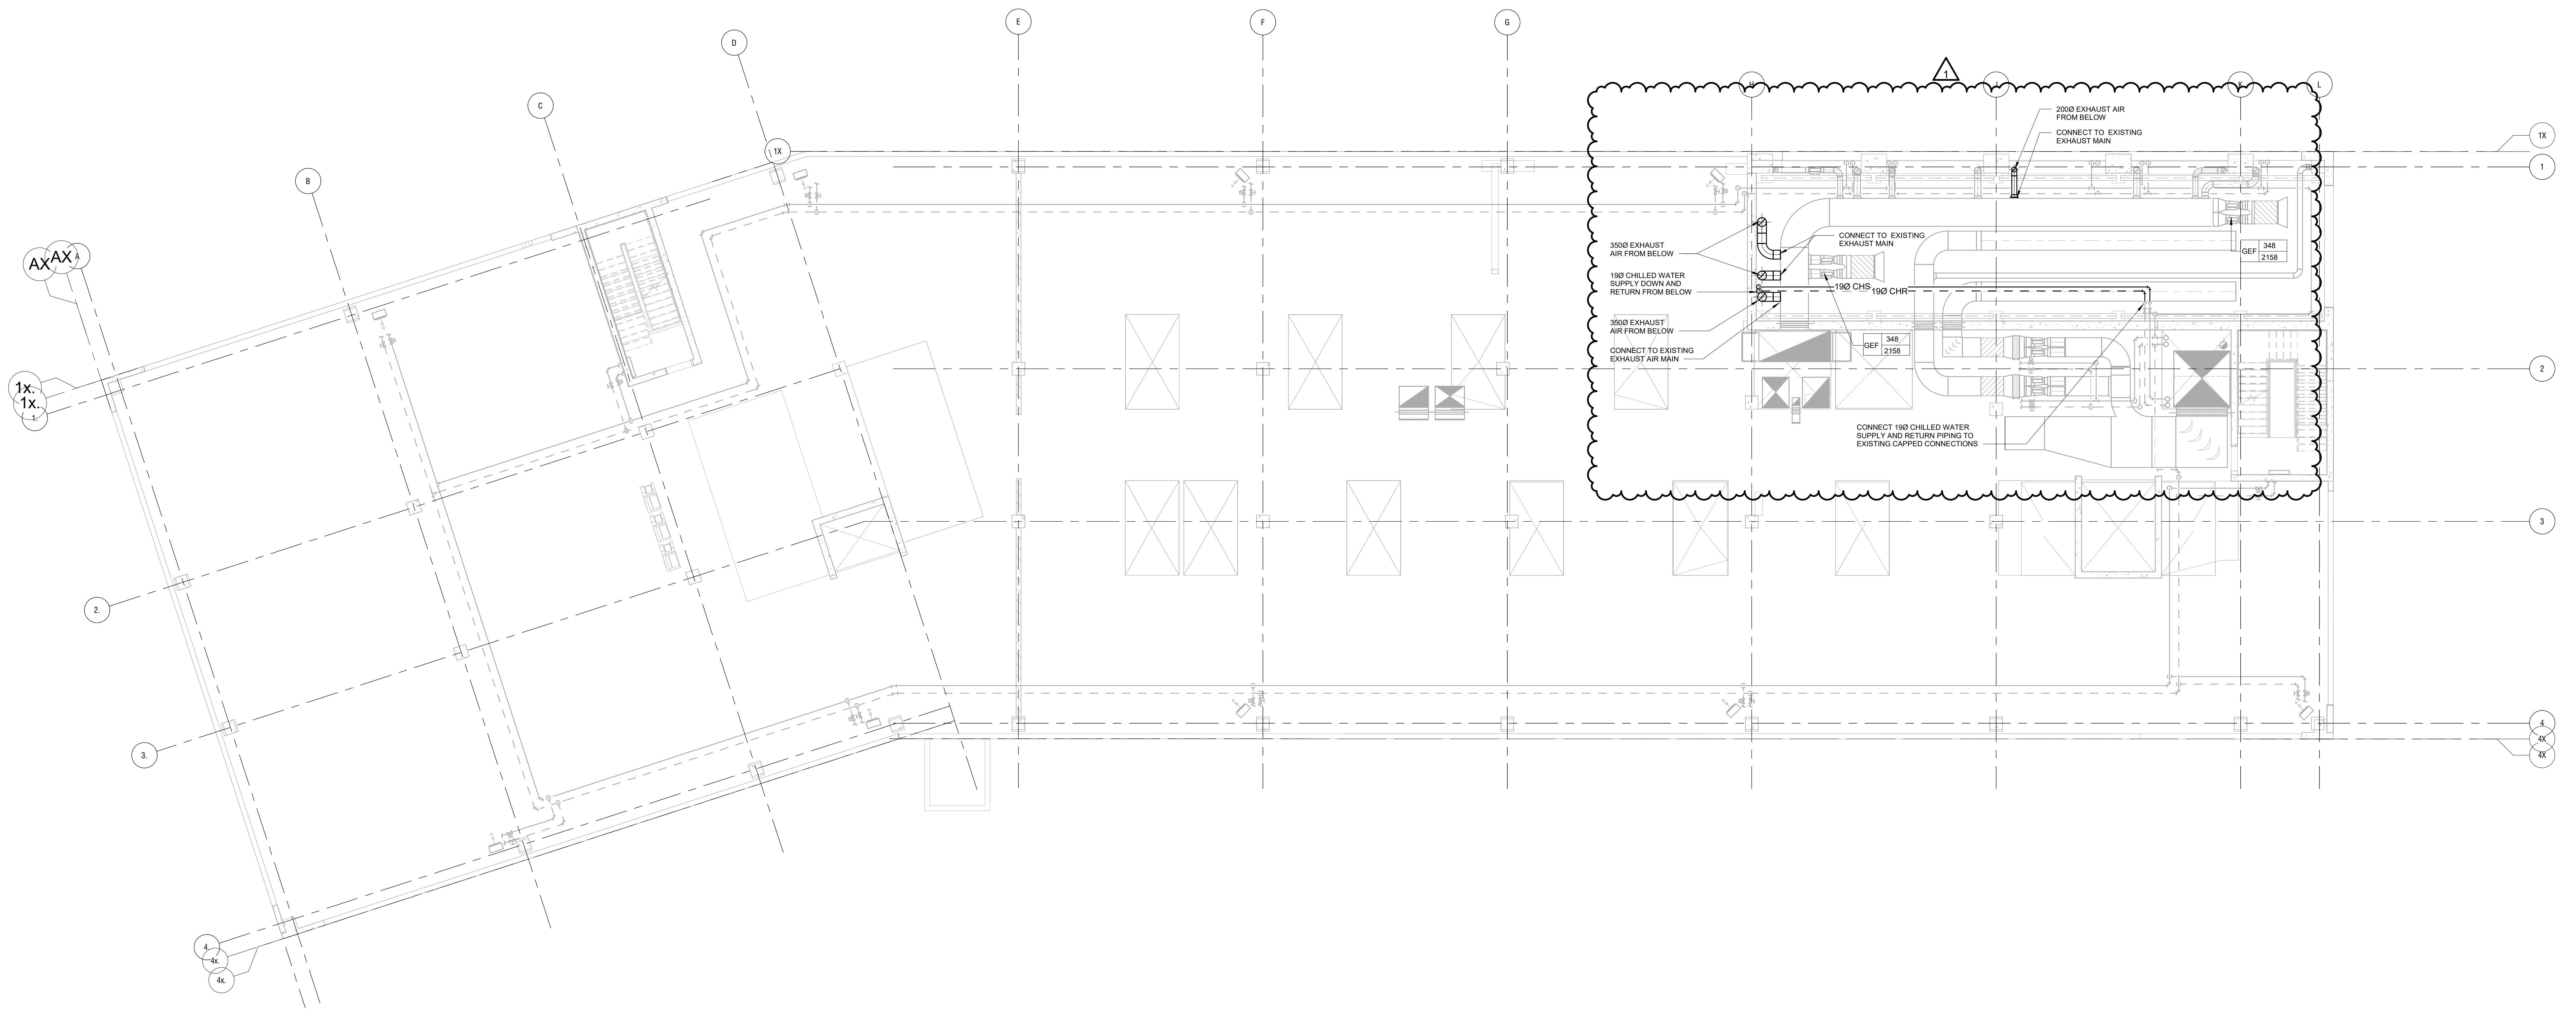 E
F
G
D
1
H
J
K
L
C
200Ø EXHAUST AIR
FROM BELOW
CONNECT TO EXISTING
EXHAUST MAIN
1X
1X
1
B
350Ø EXHAUST
AIR FROM BELOW
CONNECT TO EXISTING
EXHAUST MAIN
GEF
348
2158
AX
AX
A
19Ø CHILLED WATER
SUPPLY DOWN AND
RETURN FROM BELOW
19Ø CHS
19Ø CHR
350Ø EXHAUST
AIR FROM BELOW
CONNECT TO EXISTING
EXHAUST AIR MAIN
GEF
348
2158
2
1x.
1x.
1.
CONNECT 19Ø CHILLED WATER
SUPPLY AND RETURN PIPING TO
EXISTING CAPPED CONNECTIONS
3
2.
4
4X
4X
3.
4.
4x.
4x.